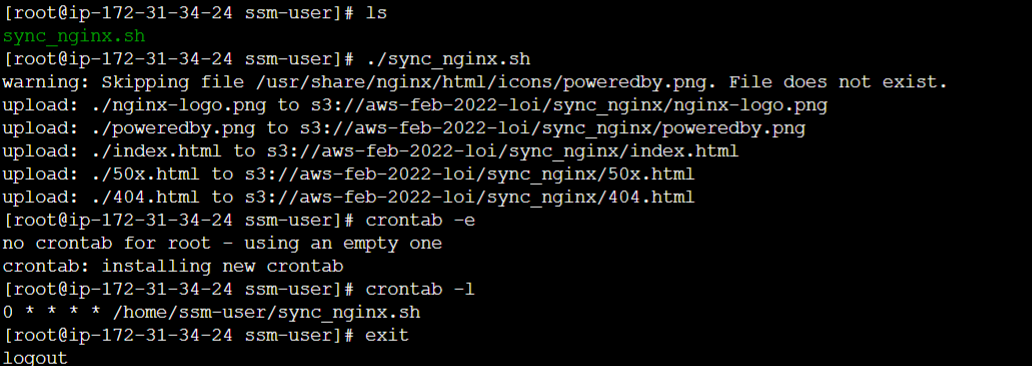 [root@ip-172-31-34-24 ssm-user]# ls
sync_nginx.sh
[root@ip-172-31-34-24 ssm-user]# ./sync_nginx.sh
warning: Skipping file /usr/share/nginx/html/icons/poweredby.png. File does not exist.
upload: ./nginx-logo.png to s3://aws-feb-2022-loi/sync_nginx/nginx-logo.png
upload: ./poweredby.png to s3://aws-feb-2022-loi/sync_nginx/poweredby.png
upload: ./index.html to s3://aws-feb-2022-loi/sync_nginx/index.html
upload: ./50x.html to s3://aws-feb-2022-loi/sync_nginx/50x.html
upload: ./404.html to s3://aws-feb-2022-loi/sync_nginx/404.html
[root@ip-172-31-34-24 ssm-user]# crontab -e
no crontab for root - using an empty one
crontab: installing new crontab
[root@ip-172-31-34-24 ssm-user]# crontab -l
0 * * * * /home/ssm-user/sync_nginx.sh
[root@ip-172-31-34-24 ssm-user]# exit
logout